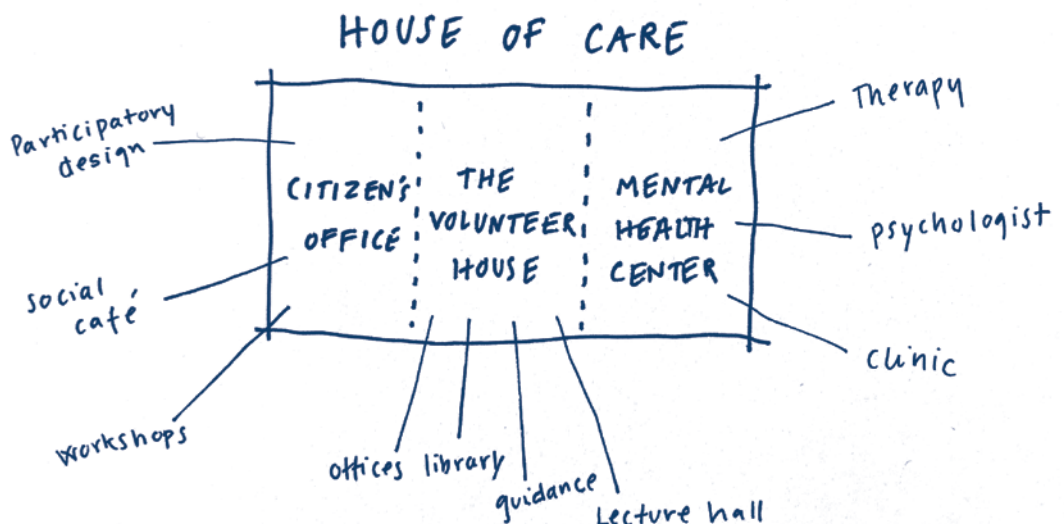 HOUSE OF CARE
Participatory
design
CITIZEN'S
OFFICE
social
café
workshops
THE
VOLUNTEER
HOUSE
offices
library
guidance
Lecture hall
MENTAL
HEALTH
CENTER
Therapy
psychologist
clinic